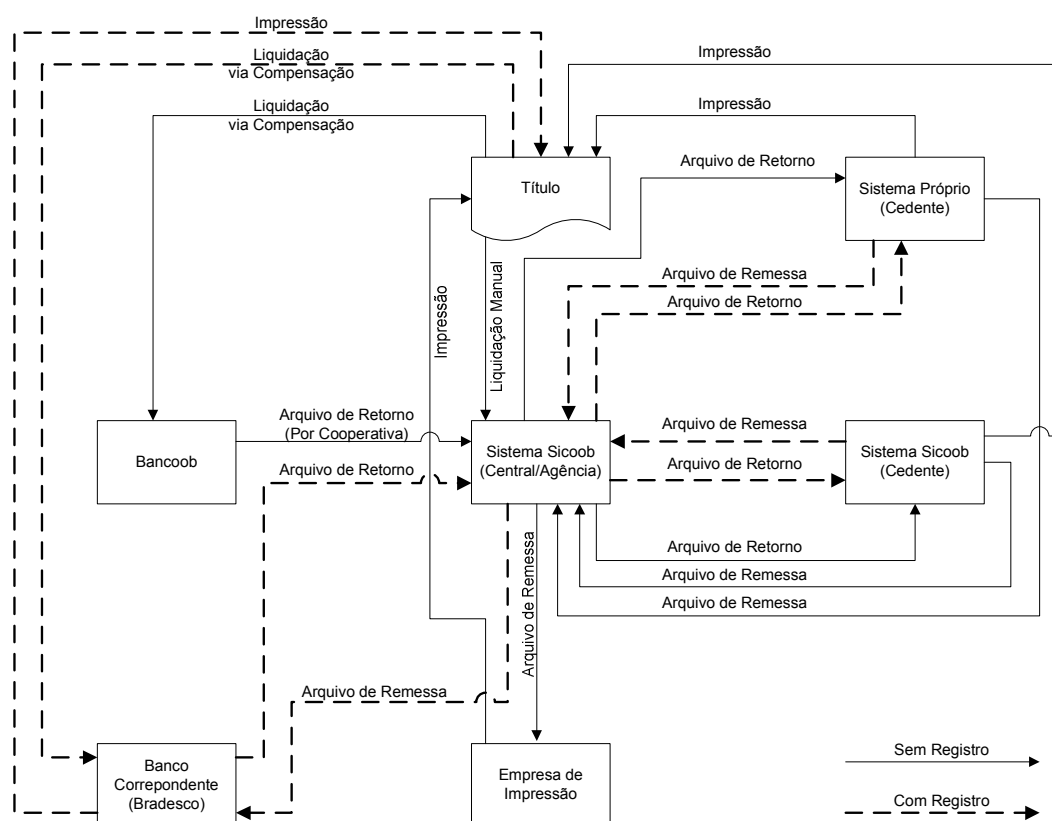 Impressão
Liquidação
via Compensação
Liquidação
via Compensação
Impressão
Impressão
Arquivo de Retorno
Título
Sistema Próprio
(Cedente)
Arquivo de Remessa
Arquivo de Retorno
Impressão
Liquidação Manual
Arquivo de Retorno
(Por Cooperativa)
Bancoob
Arquivo de Retorno
Sistema Sicoob
(Central/Agência)
Arquivo de Remessa
Arquivo de Retorno
Sistema Sicoob
(Cedente)
Arquivo de Retorno
Arquivo de Remessa
Arquivo de Remessa
Arquivo de Remessa
Arquivo de Remessa
Banco
Correpondente
(Bradesco)
Empresa de
Impressão
Sem Registro
Com Registro